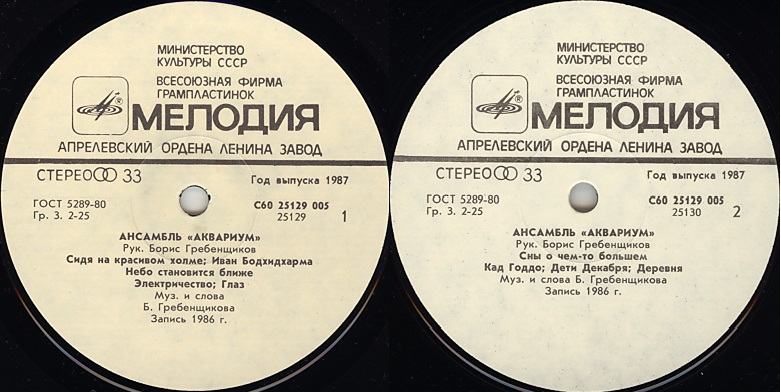 МИНИСТЕРСТВО
КУЛЬТУРЫ СССР
ВСЕСОЮЗНАЯ ФИРМА
ГРАМПЛАСТИНОК
® МЕЛОДИЯ
АПРЕЛЕВСКИЙ ОРДЕНА ЛЕНИНА ЗАВОД
СТЕРЕО 33
Год выпуска 1987
ГОСТ 5289-80
Гр. 3. 2-25
С60 25129 005
25129 1
АНСАМБЛЬ «АКВАРИУМ»
Рук. Борис Гребенщиков
Сидя на красивом холме; Иван Бодхидхарма
Небо становится ближе
Электричество; Глаз
Муз. и слова
Б. Гребенщикова
Запись 1986 г.
МИНИСТЕРСТВО
КУЛЬТУРЫ СССР
ВСЕСОЮЗНАЯ ФИРМА
ГРАМПЛАСТИНОК
® МЕЛОДИЯ
АПРЕЛЕВСКИЙ ОРДЕНА ЛЕНИНА ЗАВОД
СТЕРЕО 33
Год выпуска 1987
ГОСТ 5289-80
Гр. 3. 2-25
С60 25129 005
25130 2
АНСАМБЛЬ «АКВАРИУМ»
Рук. Борис Гребенщиков
Сны о чем-то большем
Кад Годдо; Дети Декабря; Деревня
Муз. и слова Б. Гребенщикова
Запись 1986 г.